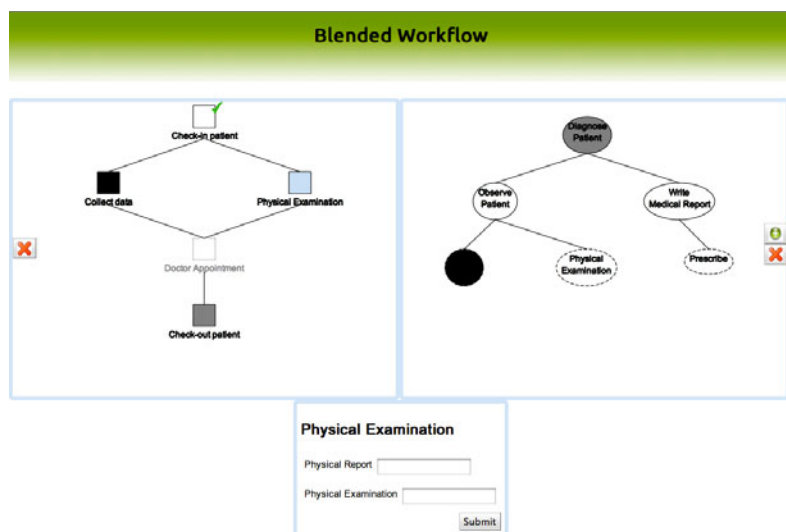 Blended Workflow
Check-in patient
Collect data
Physical Examination
Doctor Appointment
Check-out patient
Diagnose
Patient
Observe
Patient
Write
Medical Report
Physical
Examination
Prescribe
Physical Examination
Physical Report
Physical Examination
Submit